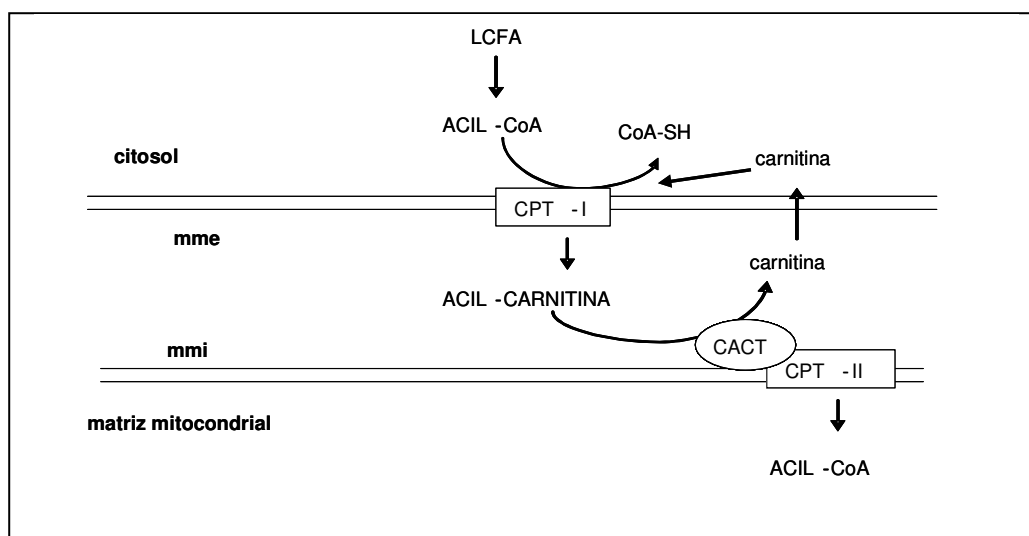 LCFA
ACIL -CoA
CoA-SH
citosol
carnitina
CPT -I
mme
carnitina
ACIL -CARNITINA
mmi
CACT
CPT -II
matriz mitocondrial
ACIL -CoA